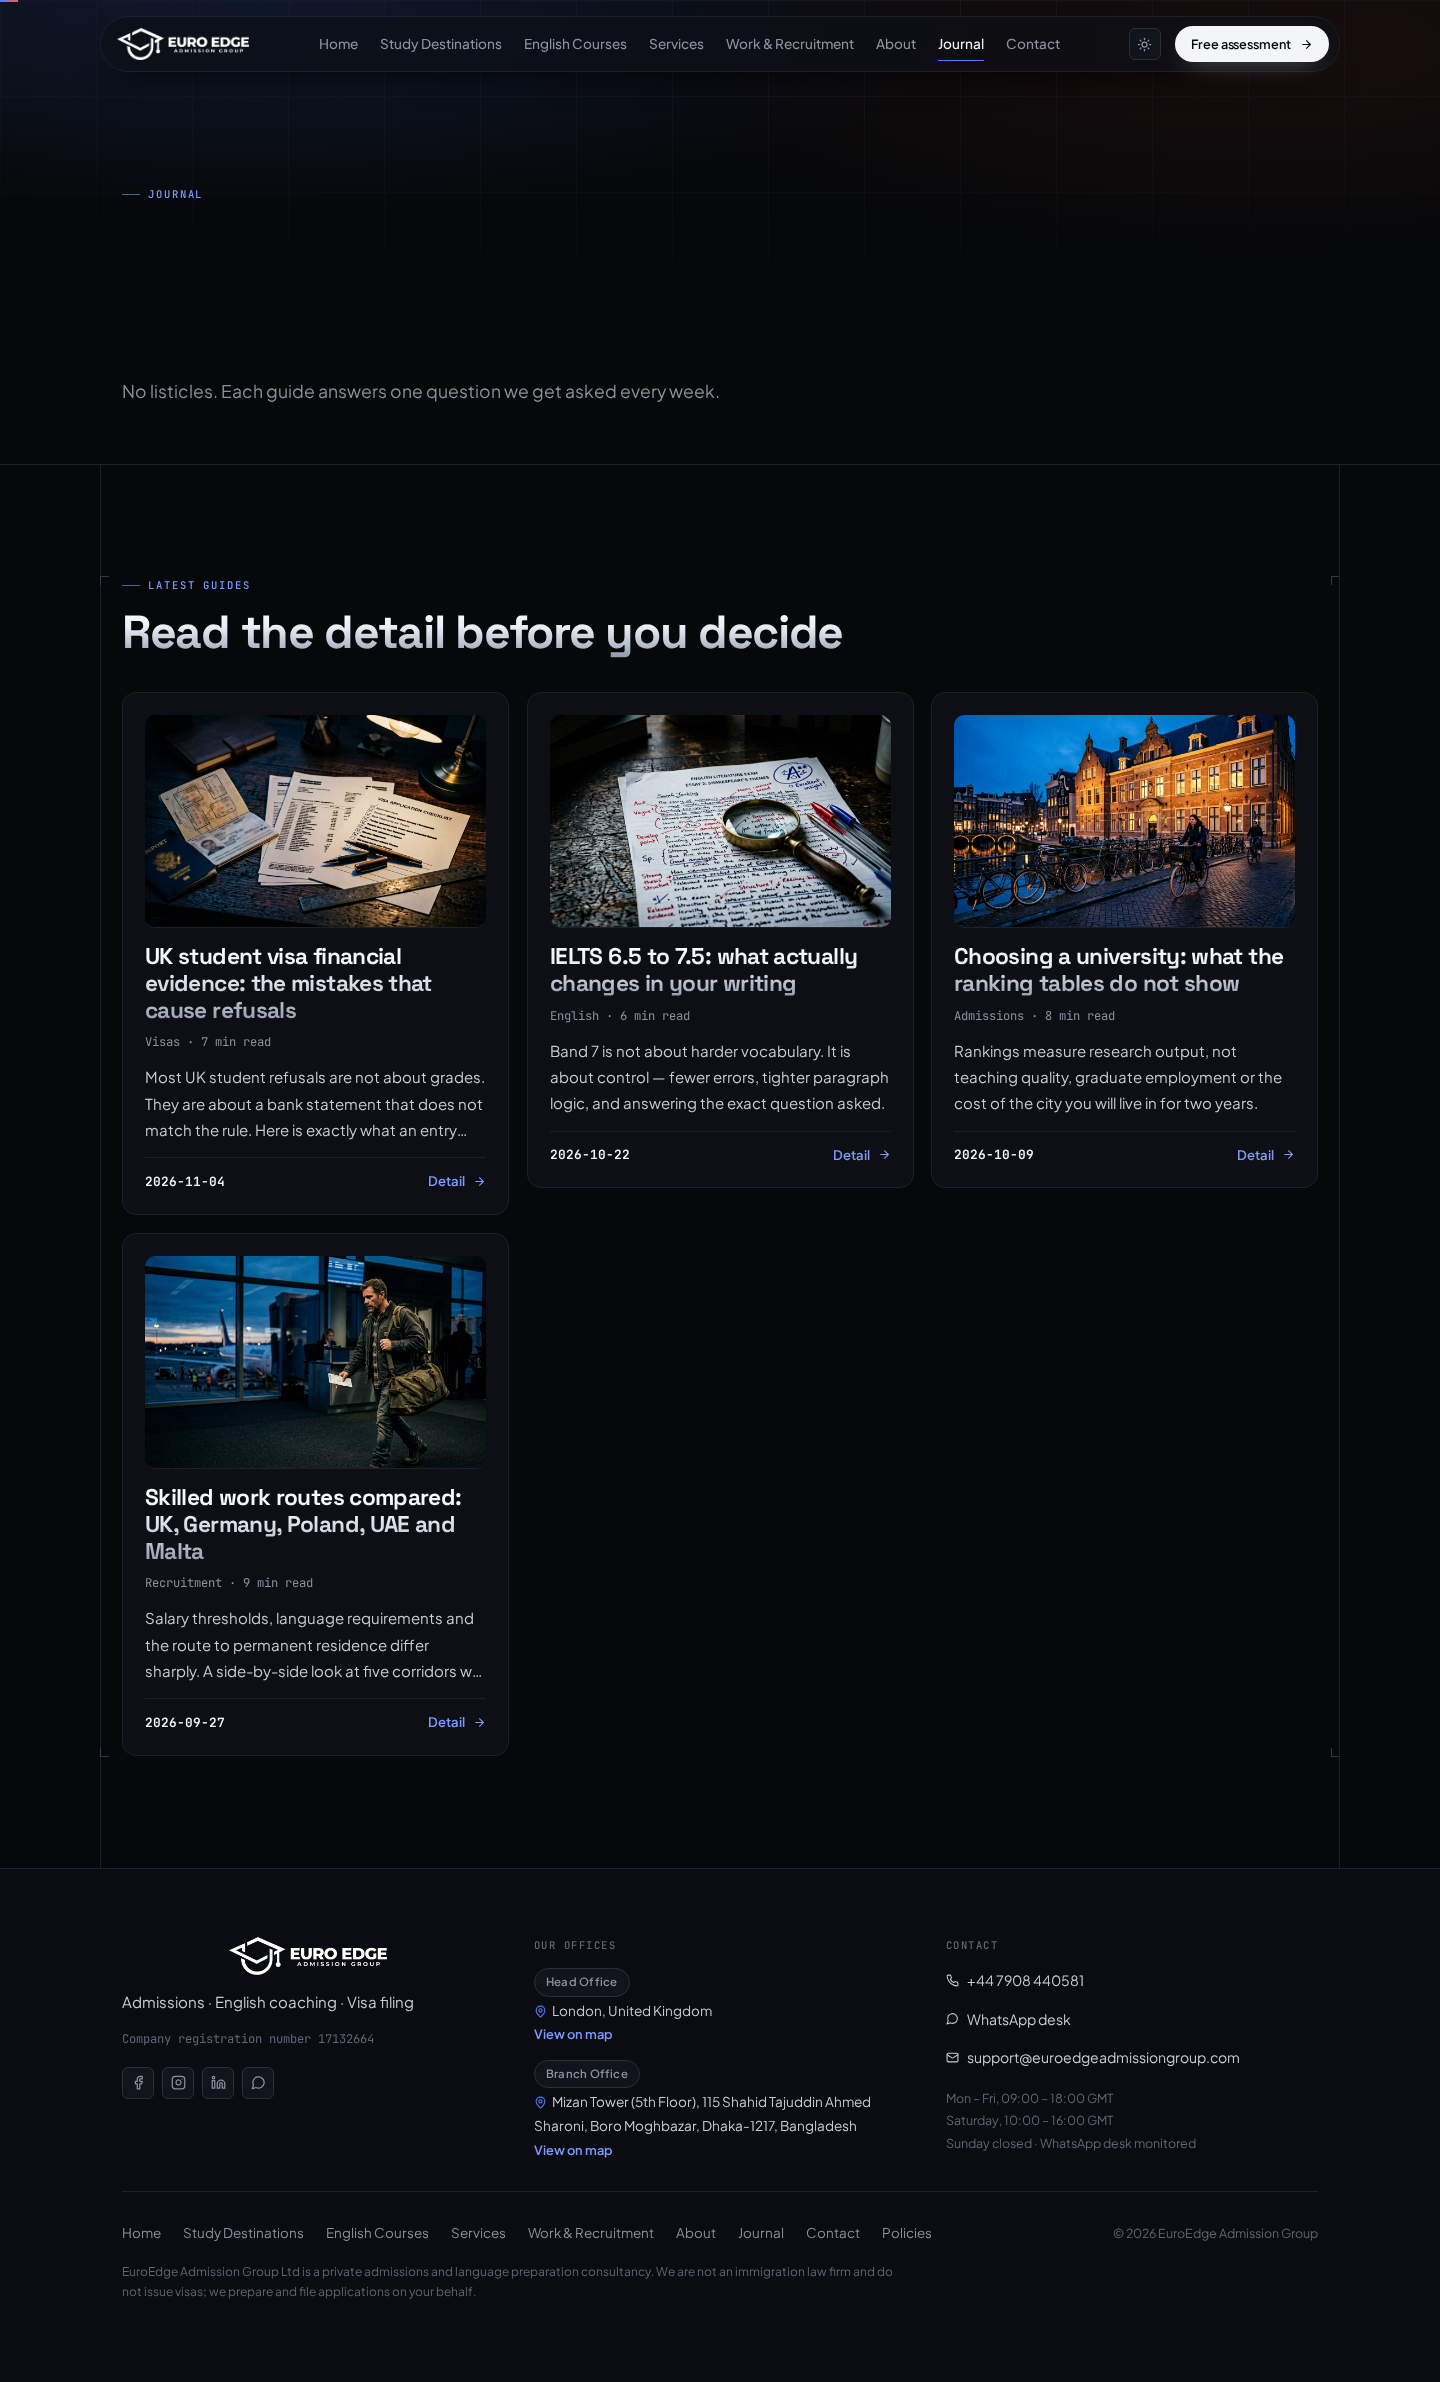 EURO EDGE
ADMISSION GROUP
Home
Study Destinations
English Courses
Services
Work & Recruitment
About
Journal
Contact
Free assessment
JOURNAL
No listicles. Each guide answers one question we get asked every week.
LATEST GUIDES
Read the detail before you decide
VISA APPLICATION CHECKLIST
UK student visa financial
evidence: the mistakes that
cause refusals
Visas · 7 min read
Most UK student refusals are not about grades.
They are about a bank statement that does not
match the rule. Here is exactly what an entry…
2026-11-04
Detail
ENGLISH LITERATURE EXAM
A++
IELTS 6.5 to 7.5: what actually
changes in your writing
English · 6 min read
Band 7 is not about harder vocabulary. It is
about control — fewer errors, tighter paragraph
logic, and answering the exact question asked.
2026-10-22
Detail
Choosing a university: what the
ranking tables do not show
Admissions · 8 min read
Rankings measure research output, not
teaching quality, graduate employment or the
cost of the city you will live in for two years.
2026-10-09
Detail
Skilled work routes compared:
UK, Germany, Poland, UAE and
Malta
Recruitment · 9 min read
Salary thresholds, language requirements and
the route to permanent residence differ
sharply. A side-by-side look at five corridors w…
2026-09-27
Detail
EURO EDGE
ADMISSION GROUP
Admissions · English coaching · Visa filing
Company registration number 17132664
OUR OFFICES
Head Office
London, United Kingdom
View on map
Branch Office
Mizan Tower (5th Floor), 115 Shahid Tajuddin Ahmed
Sharoni, Boro Moghbazar, Dhaka-1217, Bangladesh
View on map
CONTACT
+44 7908 440581
WhatsApp desk
support@euroedgeadmissiongroup.com
Mon – Fri, 09:00 – 18:00 GMT
Saturday, 10:00 – 16:00 GMT
Sunday closed · WhatsApp desk monitored
Home
Study Destinations
English Courses
Services
Work & Recruitment
About
Journal
Contact
Policies
© 2026 EuroEdge Admission Group
EuroEdge Admission Group Ltd is a private admissions and language preparation consultancy. We are not an immigration law firm and do
not issue visas; we prepare and file applications on your behalf.